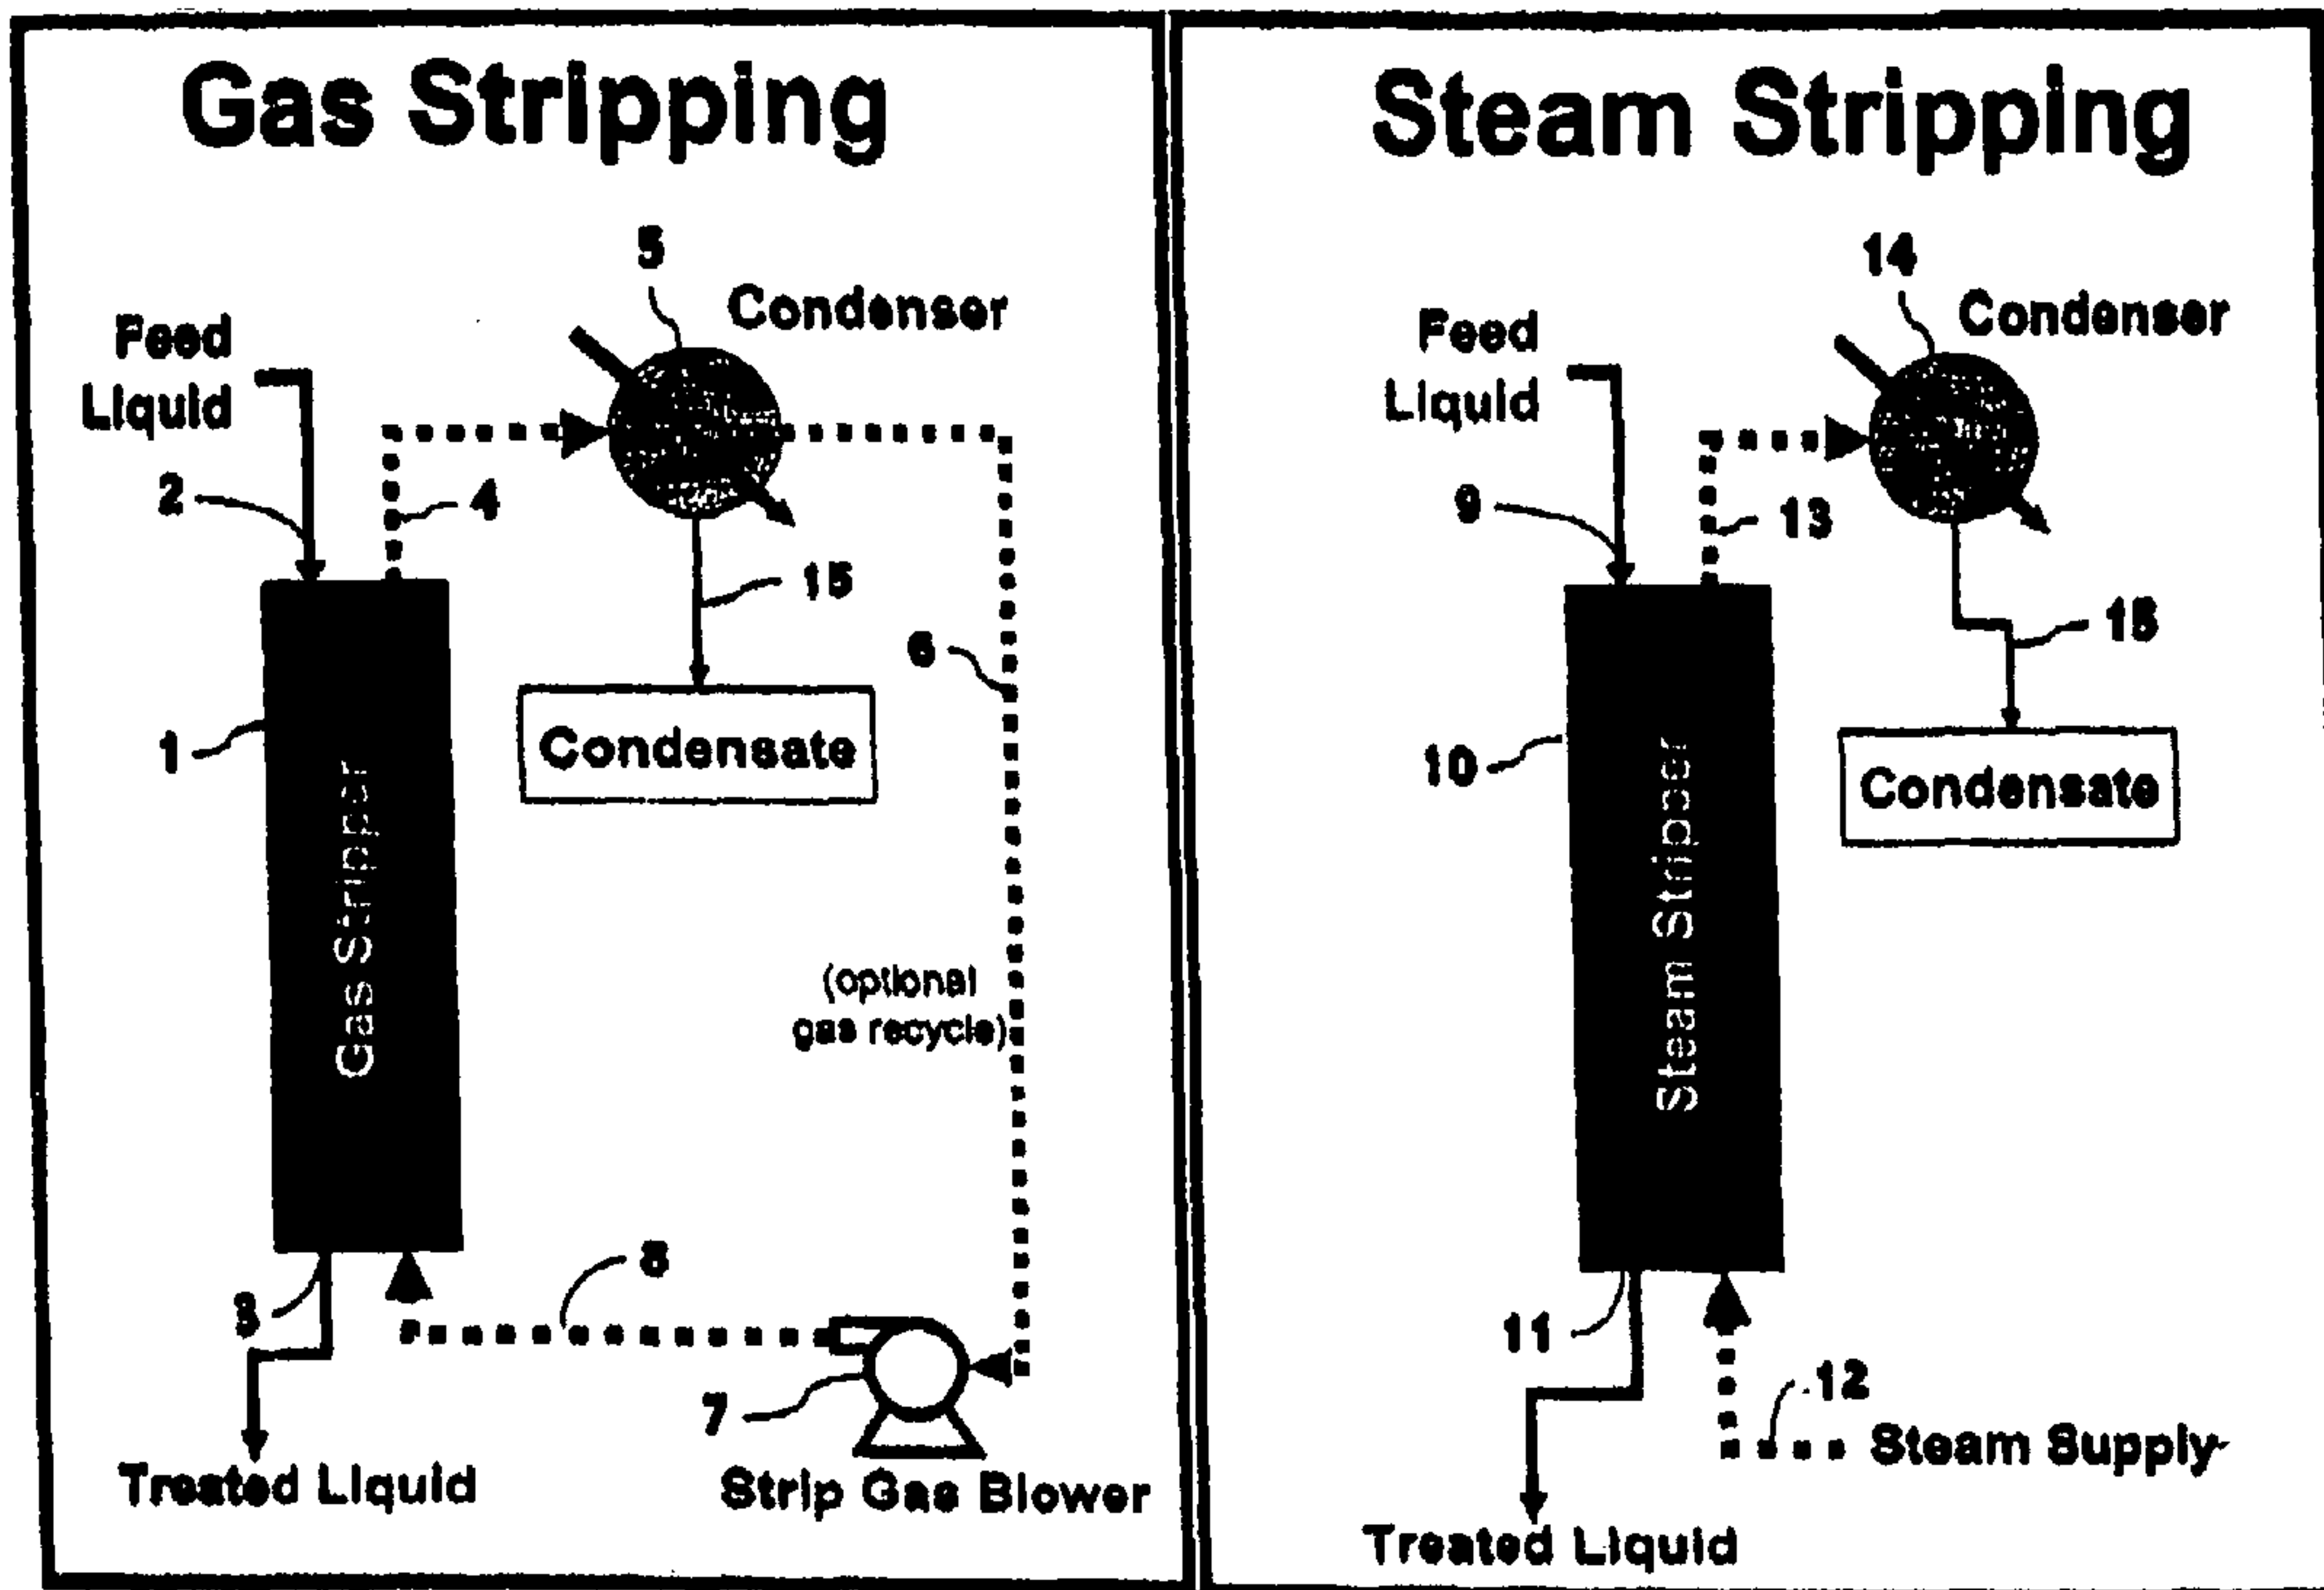 Gas Stripping
5
Condenser
Feed
Liquid
2
4
15
6
1
Condensate
Gas Stripper
(optional
gas recycle)
8
3
7
Treated Liquid
Strip Gas Blower
Steam Stripping
14
Condenser
Feed
Liquid
9
13
15
10
Condensate
Steam Stripper
11
12
Steam Supply
Treated Liquid